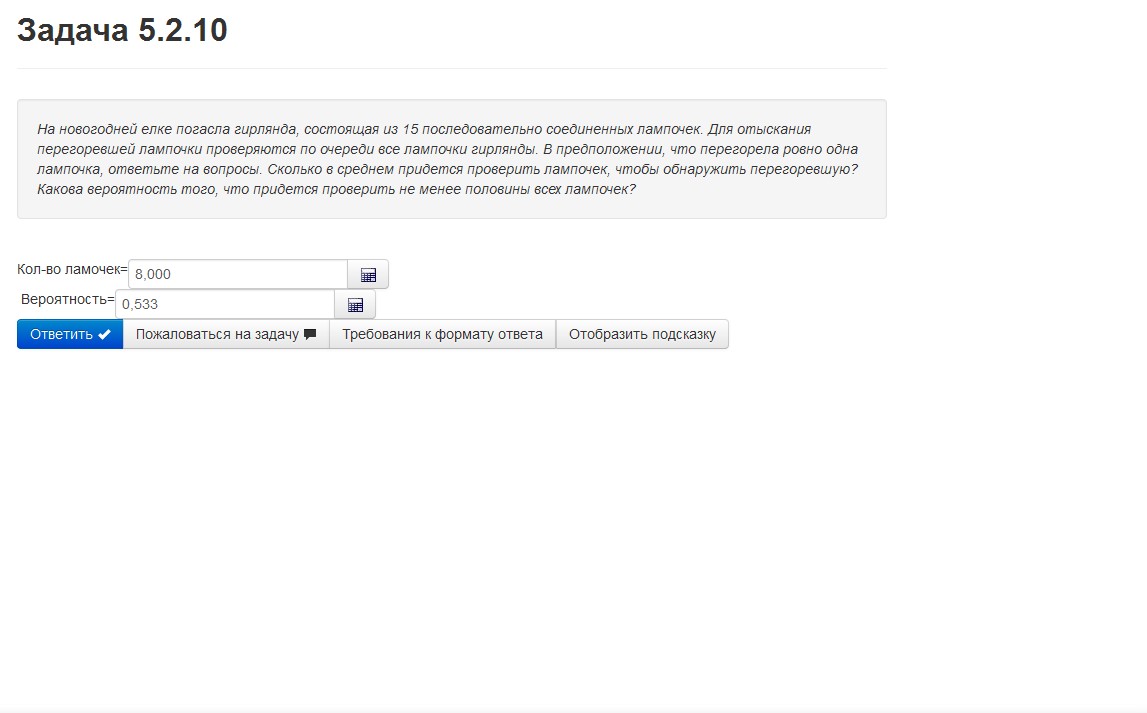 Задача 5.2.10
На новогодней елке погасла гирлянда, состоящая из 15 последовательно соединенных лампочек. Для отыскания
перегоревшей лампочки проверяются по очереди все лампочки гирлянды. В предположении, что перегорела ровно одна
лампочка, ответьте на вопросы. Сколько в среднем придется проверить лампочек, чтобы обнаружить перегоревшую?
Какова вероятность того, что придется проверить не менее половины всех лампочек?
Кол-во ламочек= 8,000
Вероятность= 0,533
Ответить Пожаловаться на задачу Требования к формату ответа Отобразить подсказку